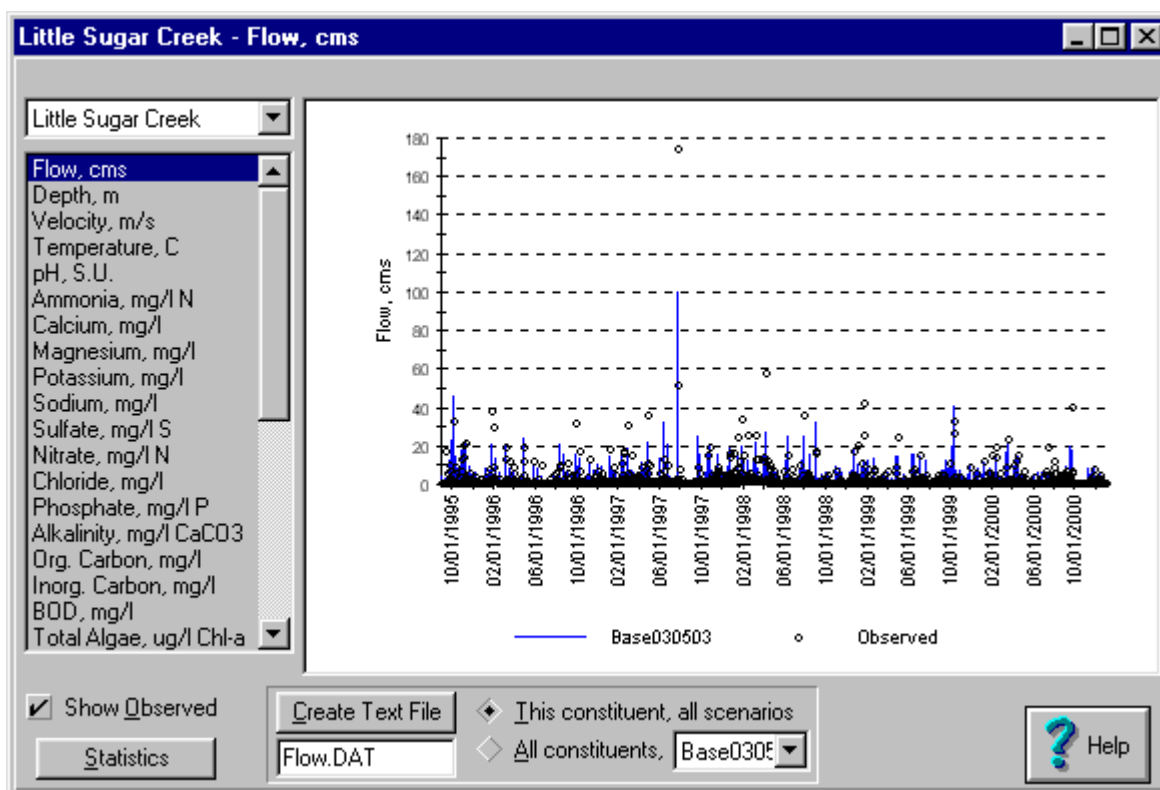 Little Sugar Creek - Flow, cms
Little Sugar Creek
Flow, cms
Depth, m
Velocity, m/s
Temperature, C
pH, S.U.
Ammonia, mg/l N
Calcium, mg/l
Magnesium, mg/l
Potassium, mg/l
Sodium, mg/l
Sulfate, mg/l S
Nitrate, mg/l N
Chloride, mg/l
Phosphate, mg/l P
Alkalinity, mg/l CaCO3
Org. Carbon, mg/l
Inorg. Carbon, mg/l
BOD, mg/l
Total Algae, ug/l Chl-a
Flow, cms
180
160
140
120
100
80
60
40
20
0
10/01/1995
02/01/1996
06/01/1996
10/01/1996
02/01/1997
06/01/1997
10/01/1997
02/01/1998
06/01/1998
10/01/1998
02/01/1999
06/01/1999
10/01/1999
02/01/2000
06/01/2000
10/01/2000
Base030503
Observed
Show Observed
Statistics
Create Text File
Flow.DAT
This constituent, all scenarios
All constituents,
Base0305
? Help